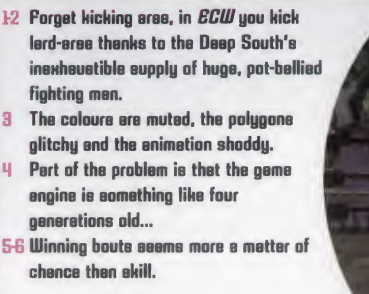 1-2 Forget kicking arse, in ECW you kick
lard-arse thanks to the Deep South's
inexhaustible supply of huge, pot-bellied
fighting men.
3 The colours are muted, the polygons
glitchy and the animation shoddy.
4 Part of the problem is that the game
engine is something like four
generations old...
5-6 Winning bouts seems more a matter of
chance than skill.